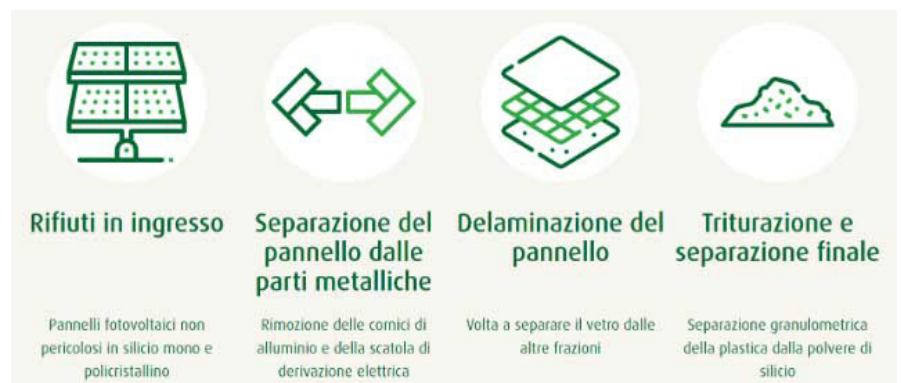 Rifiuti in ingresso
Pannelli fotovoltaici non
pericolosi in silicio mono e
policristallino
Separazione del
pannello dalle
parti metalliche
Rimozione delle cornici di
alluminio e della scatola di
derivazione elettrica
Delaminazione del
pannello
Volta a separare il vetro dalle
altre frazioni
Triturazione e
separazione finale
Separazione granulometrica
della plastica dalla polvere di
silicio